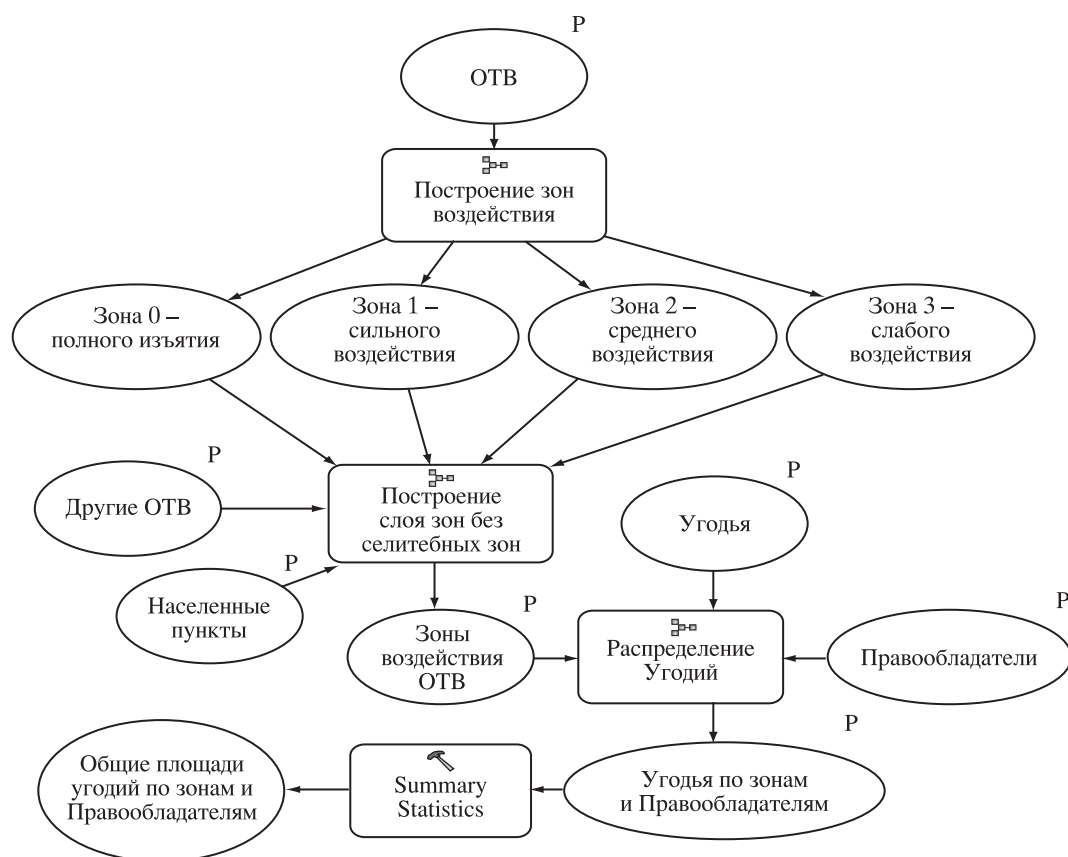 P
ОТВ
Построение зон
воздействия
Зона 0 –
полного изъятия
Зона 1 –
сильного
воздействия
Зона 2 –
среднего
воздействия
Зона 3 –
слабого
воздействия
P
Другие ОТВ
Построение
слоя зон без
селитебных зон
P
Угодья
P
Населенные
пункты
P
Зоны
воздействия
ОТВ
Распределение
Угодий
P
Правообладатели
P
Общие площади
угодий по зонам и
Правообладателям
Summary
Statistics
Угодья по зонам
и Правообладателям